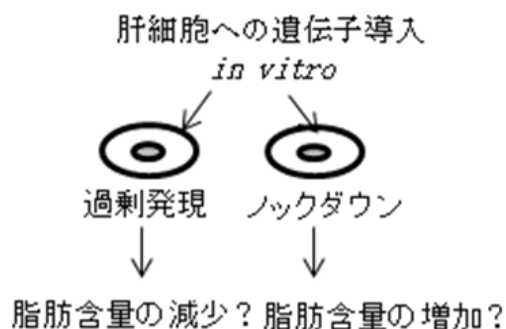 肝細胞への遺伝子導入
in vitro
過剰発現 ノックダウン
脂肪含量の減少? 脂肪含量の増加?